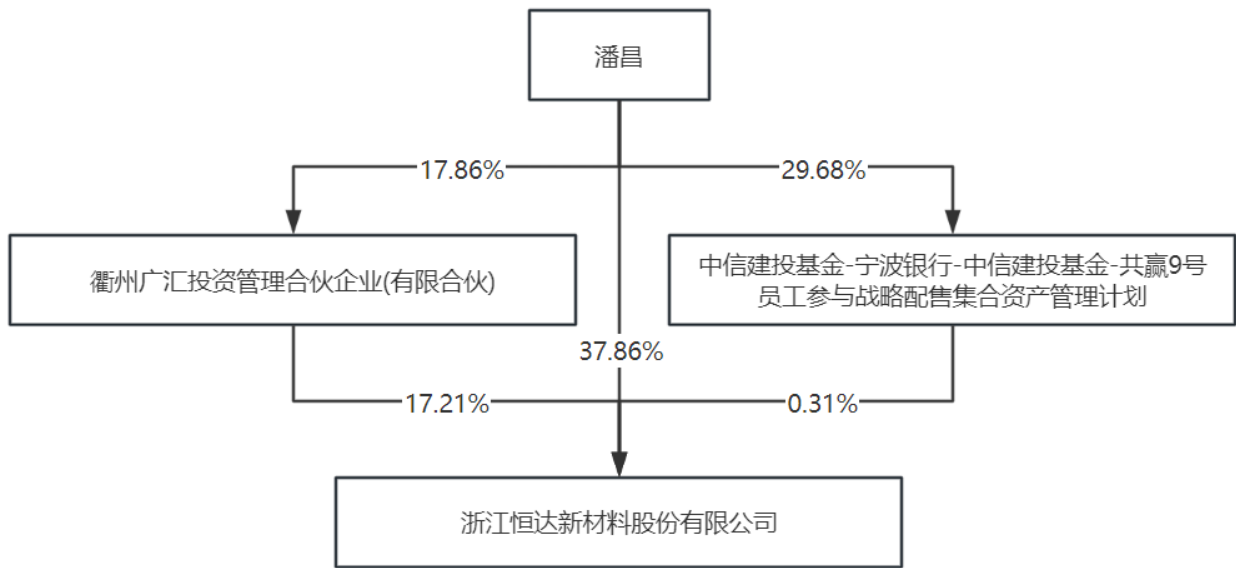 潘昌
17.86%
29.68%
衢州广汇投资管理合伙企业(有限合伙)
中信建投基金-宁波银行-中信建投基金-共赢9号
员工参与战略配售集合资产管理计划
37.86%
17.21%
0.31%
浙江恒达新材料股份有限公司